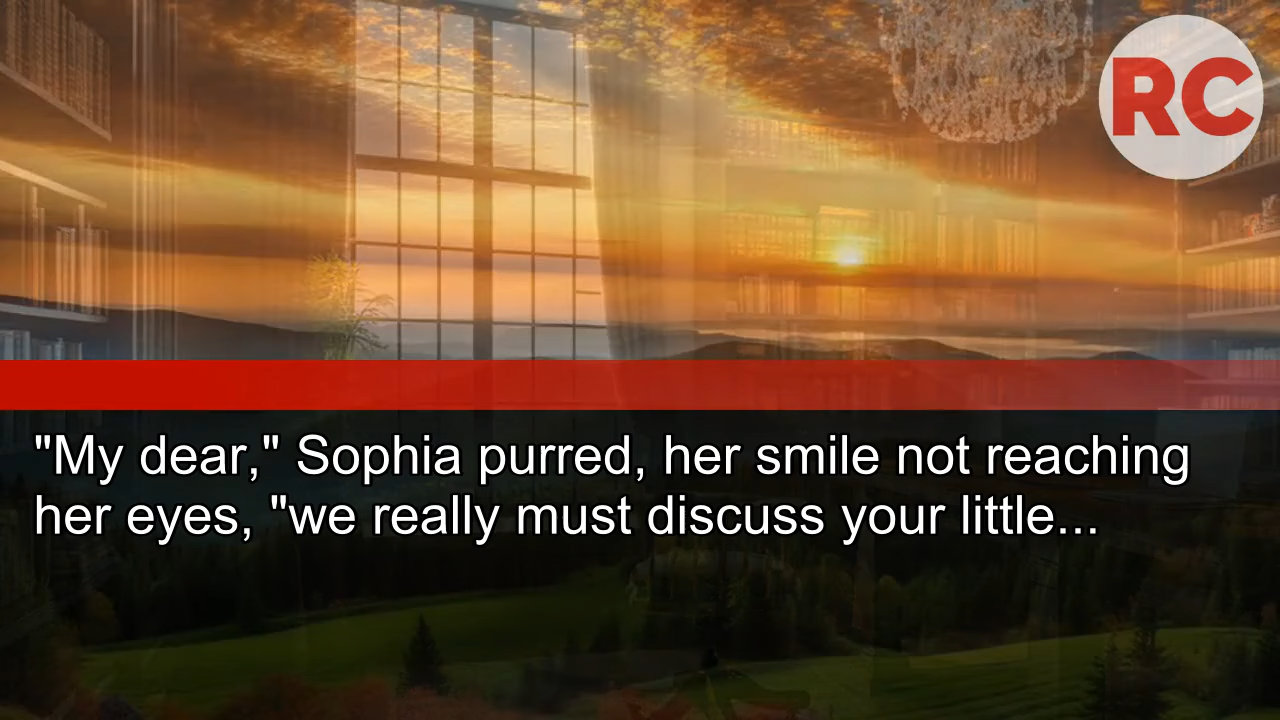 RC
"My dear," Sophia purred, her smile not reaching
her eyes, "we really must discuss your little...